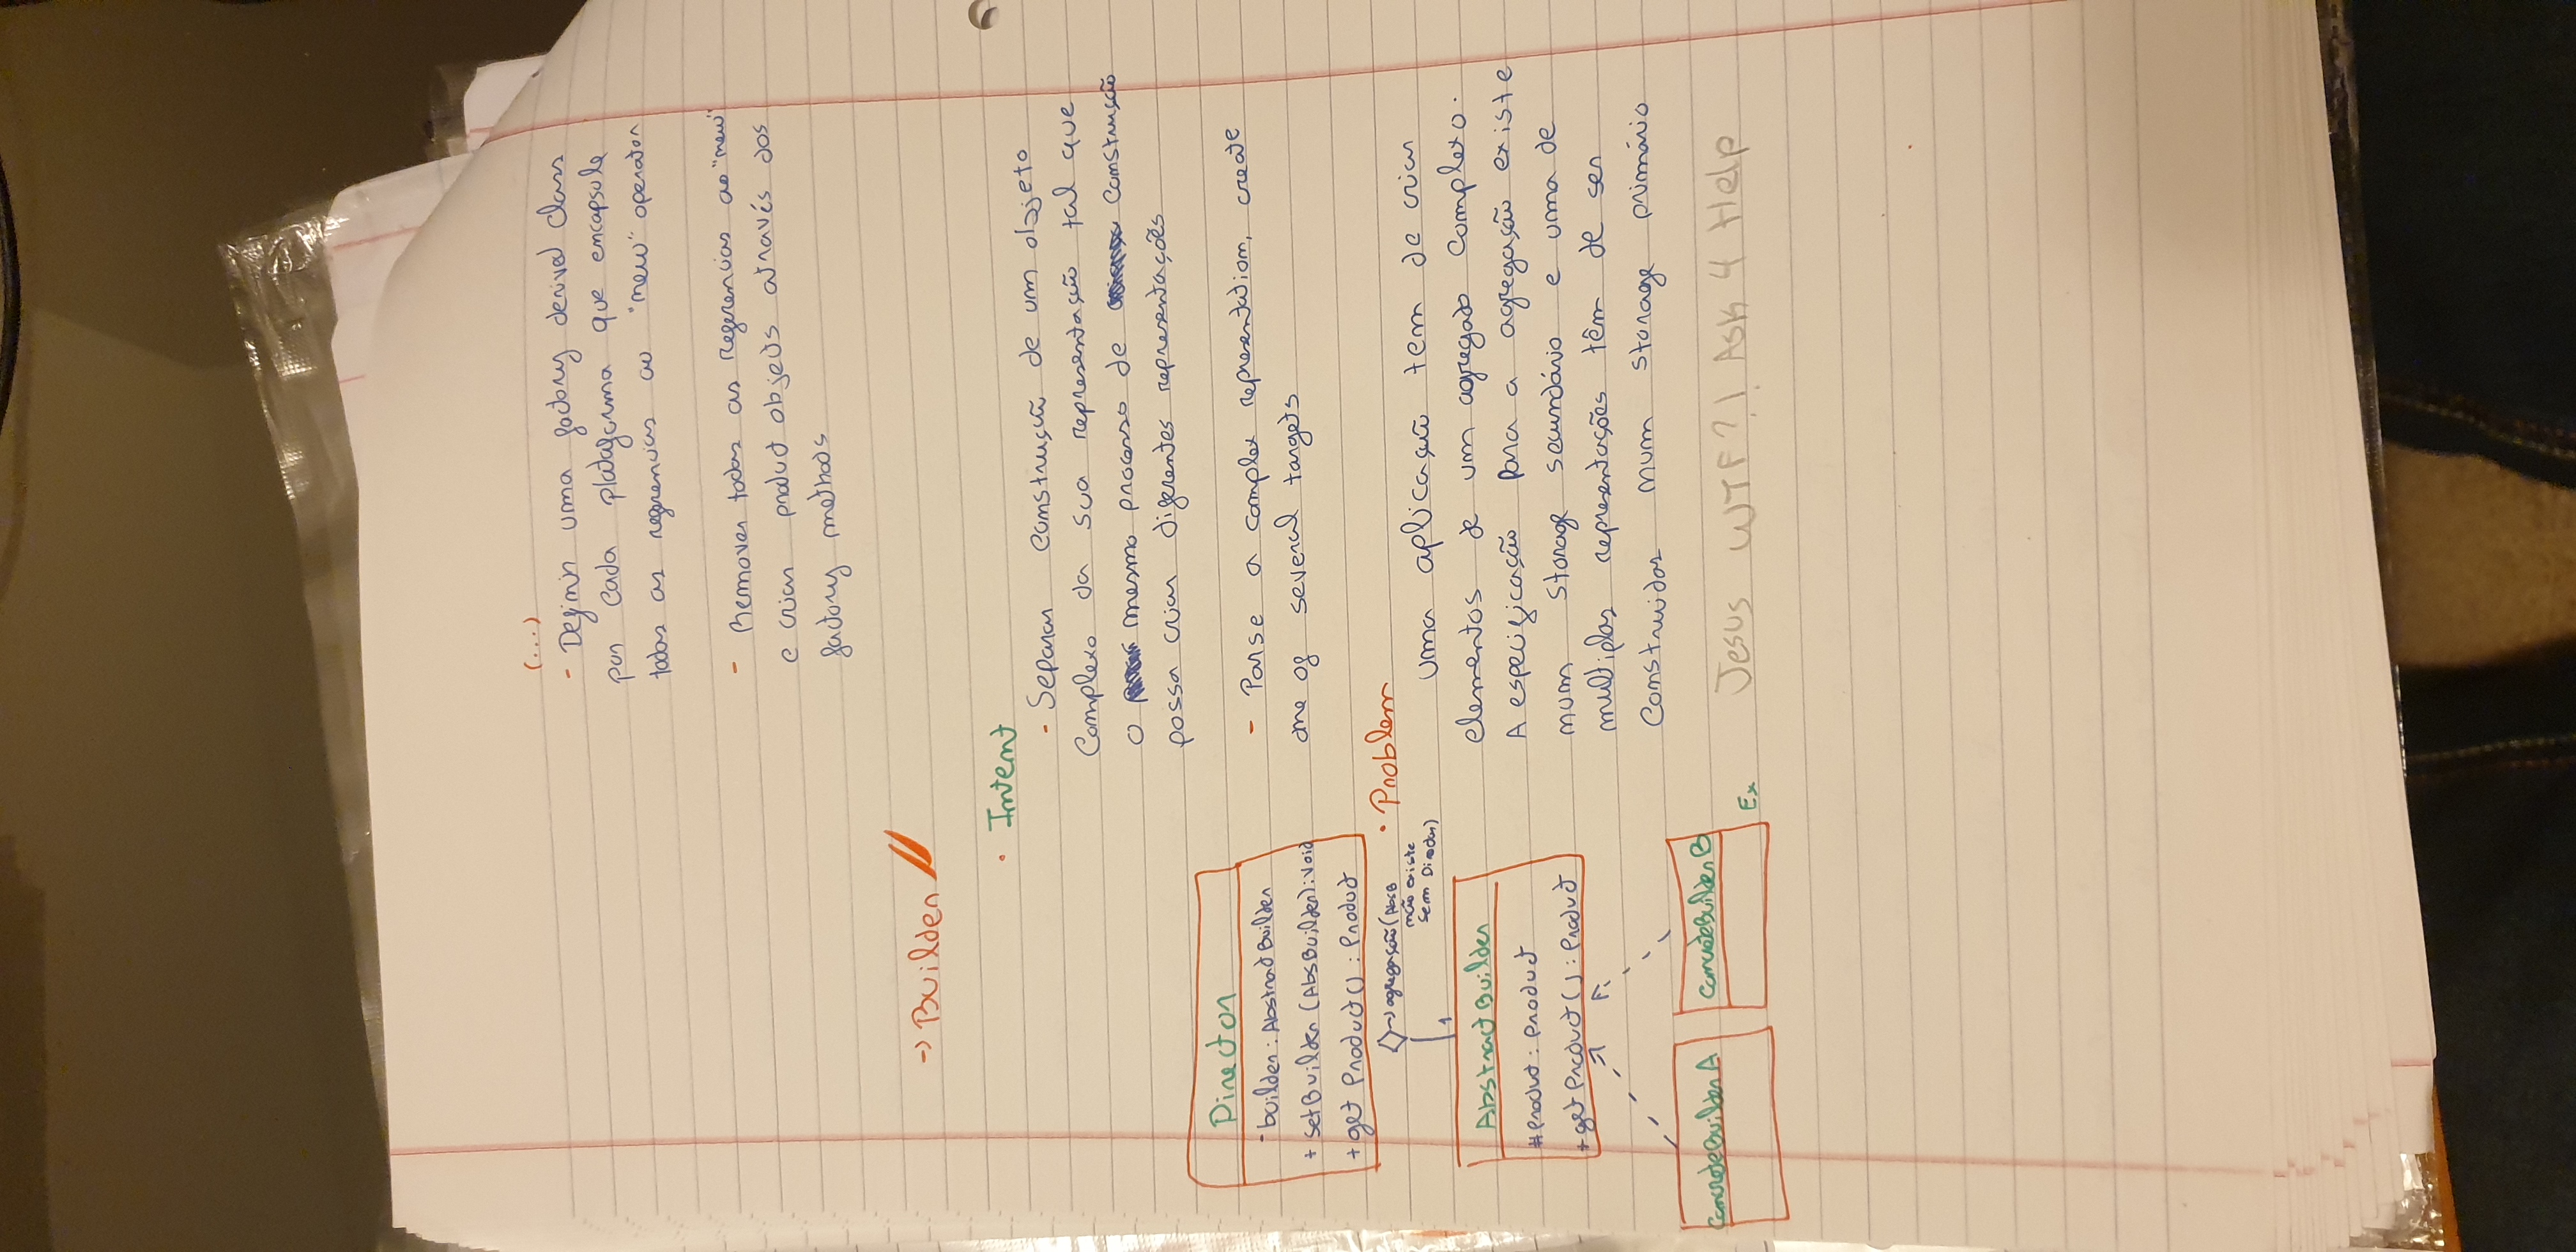 (...)
- Definir uma factory derived class
por cada plataforma que encapsule
todas as referencias ao "new" operator
- Remover todas as referencias ao "new"
e criar product objects através dos
factory methods
-> Builder
• Intent
- Separar construção de um objeto
complexo da sua representação tal que
o mesmo processo de construção
possa criar diferentes representações
- Parse a complex representation, create
one of several targets
Director
- builder: AbstractBuilder
+ setBuilder (AbsBuilder): void
+ get Product() : Product
-> agregação (AbsB
não existe
sem Director)
1
AbstractBuilder
# Product: Product
+ get Product() : Product
ConcreteBuilder A
ConcreteBuilder B
• Problem
Uma aplicação tem de criar
elementos de um agregado complexo.
A especificação para a agregação existe
num storage secundário e uma de
multiplas representações têm de ser
construidas num storage primário
Ex Jesus WTF?! Ask 4 Help